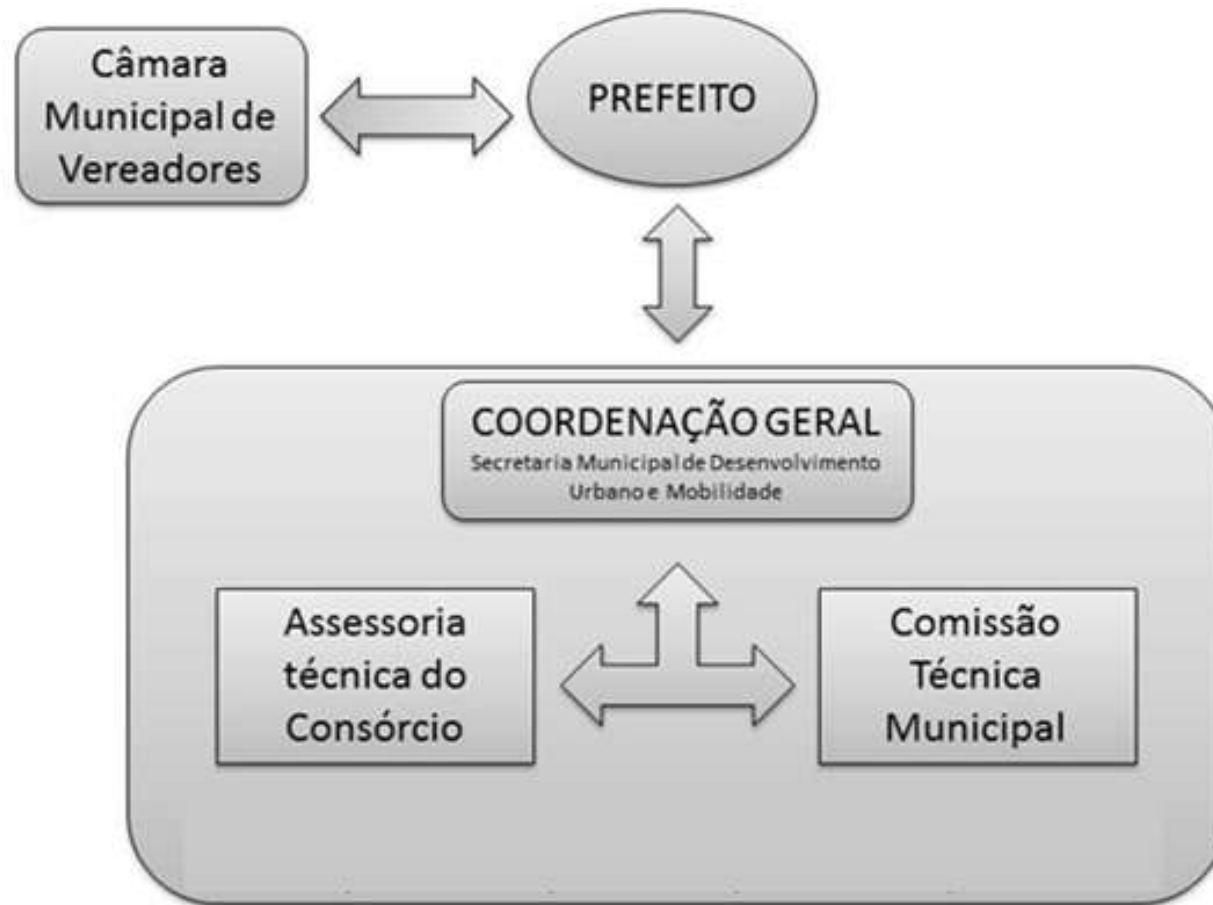 Câmara
Municipal de
Vereadores
PREFEITO
COORDENAÇÃO GERAL
Secretaria Municipal de Desenvolvimento
Urbano e Mobilidade
Assessoria
técnica do
Consórcio
Comissão
Técnica
Municipal